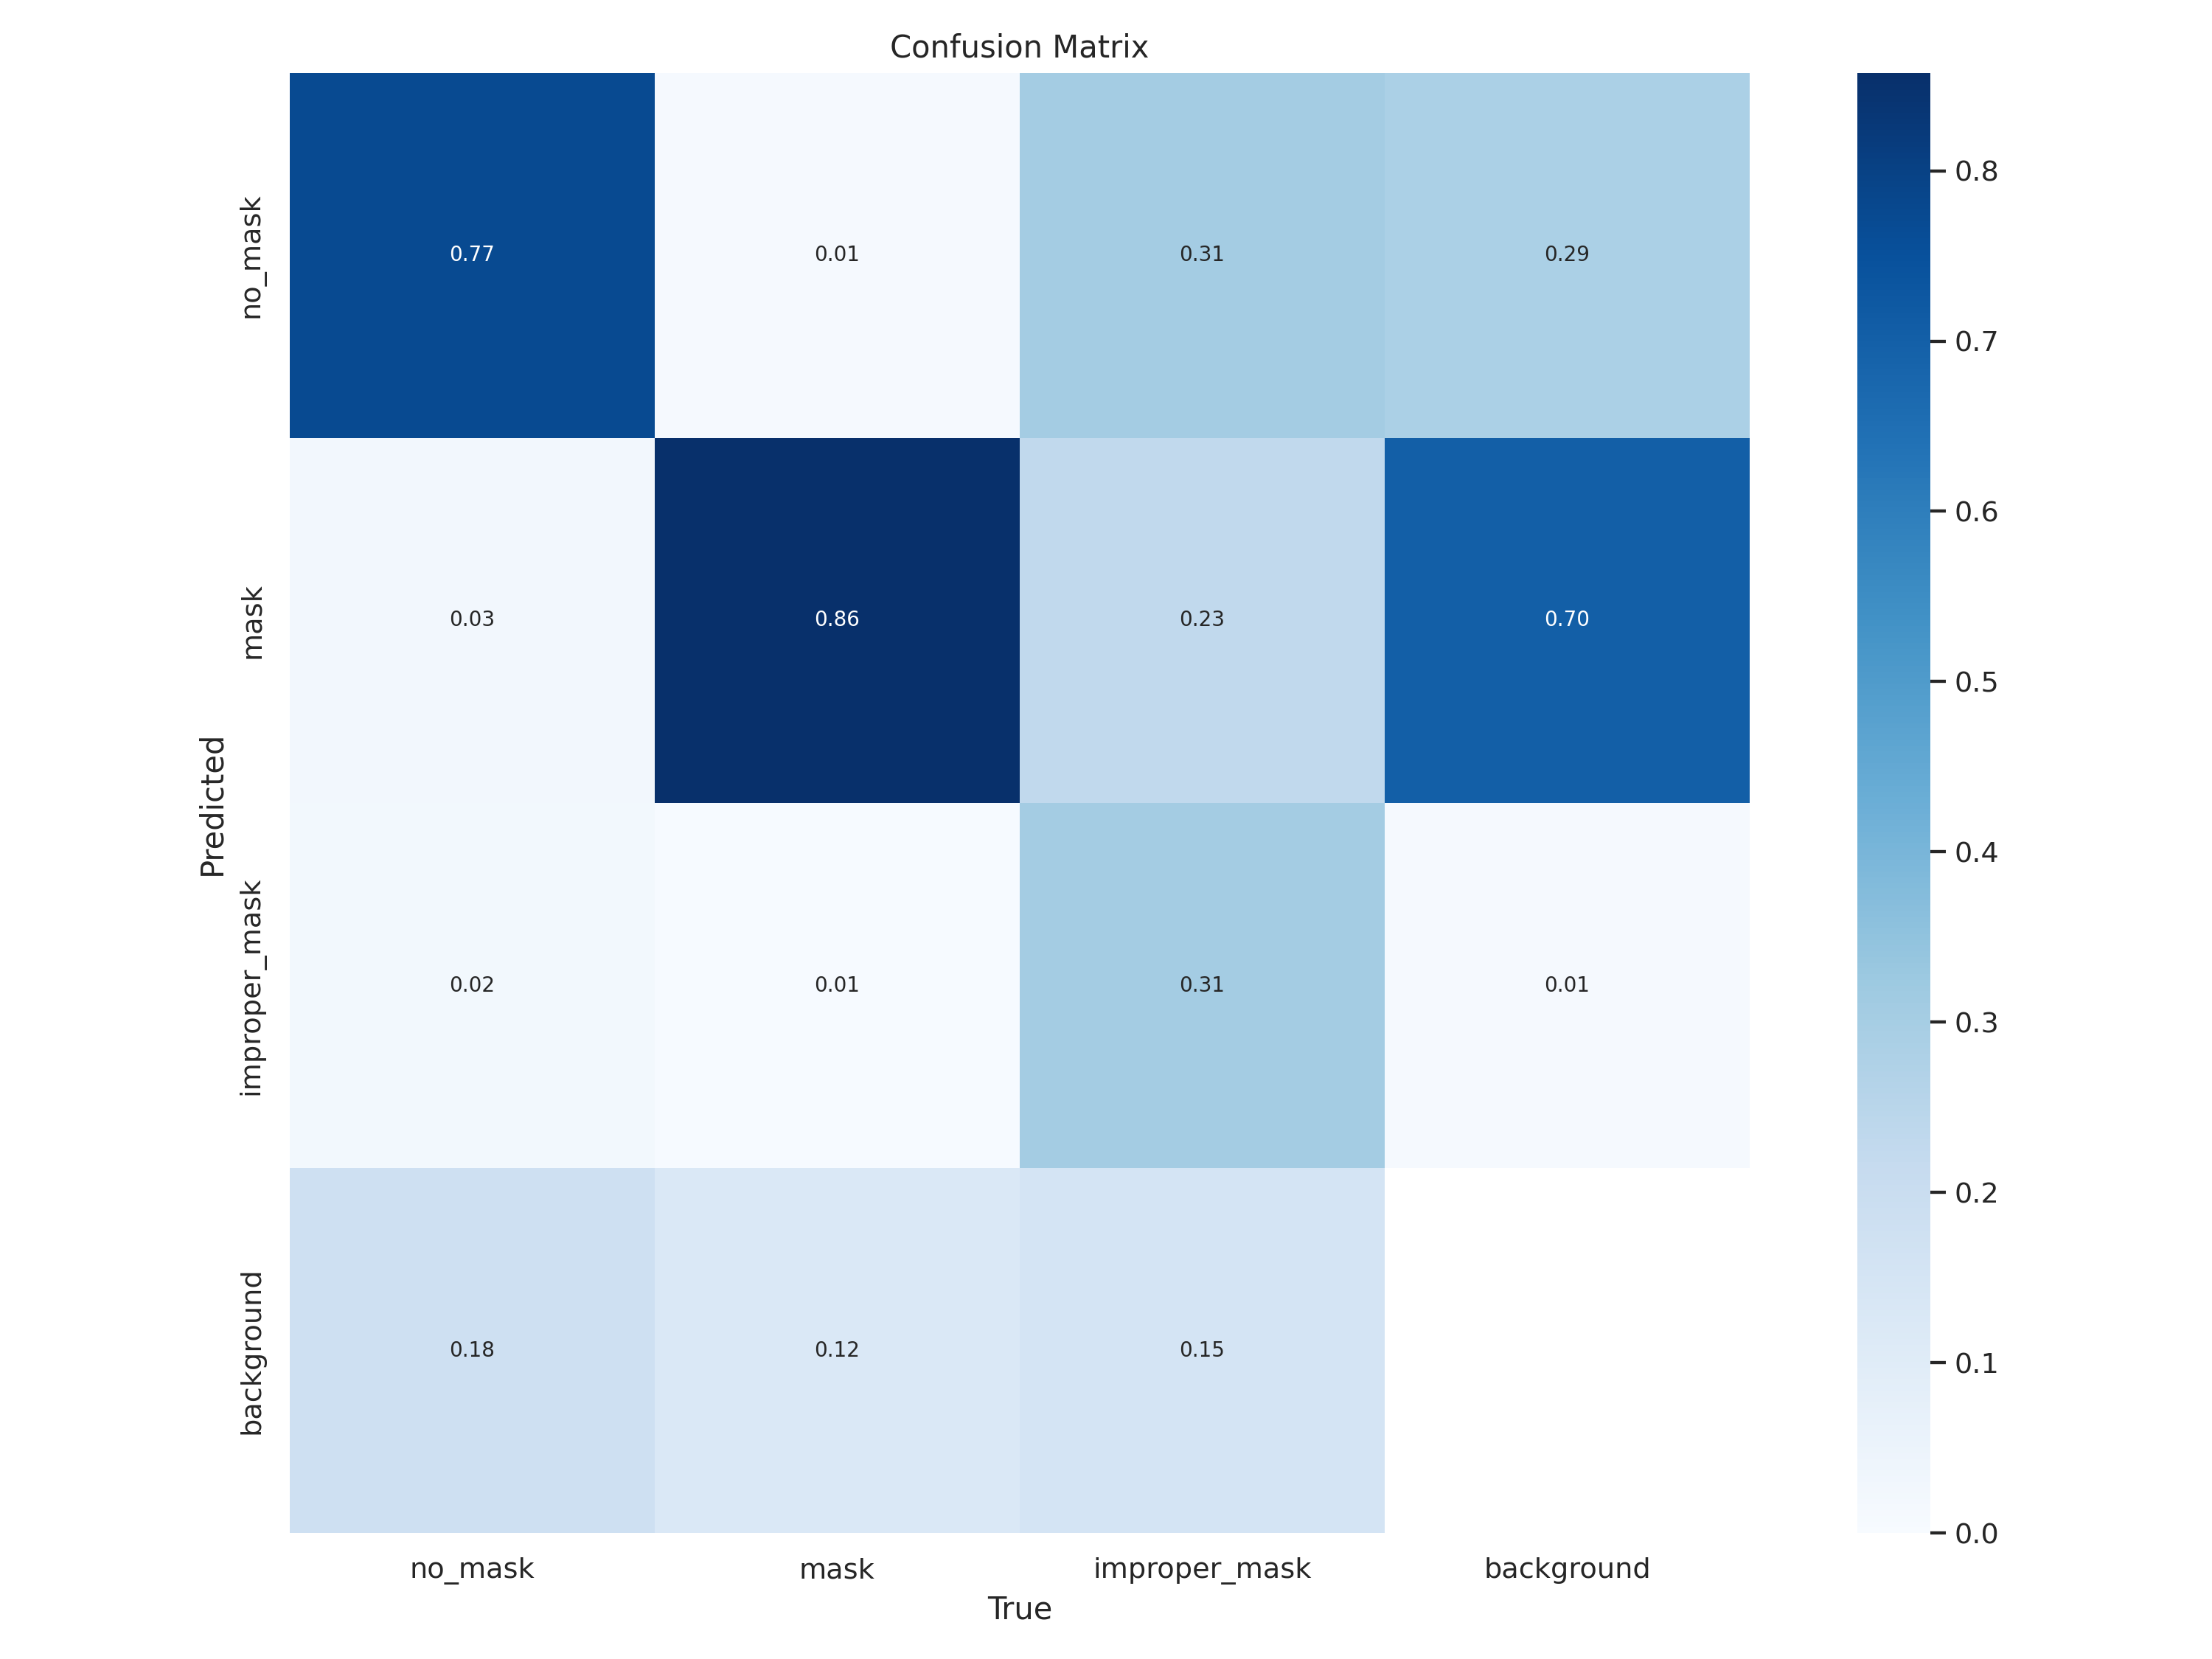 Confusion Matrix
no_mask
0.77
0.01
0.31
0.29
mask
0.03
0.86
0.23
0.70
improper_mask
0.02
0.01
0.31
0.01
background
0.18
0.12
0.15
Predicted
no_mask
mask
improper_mask
background
True
0.8
0.7
0.6
0.5
0.4
0.3
0.2
0.1
0.0